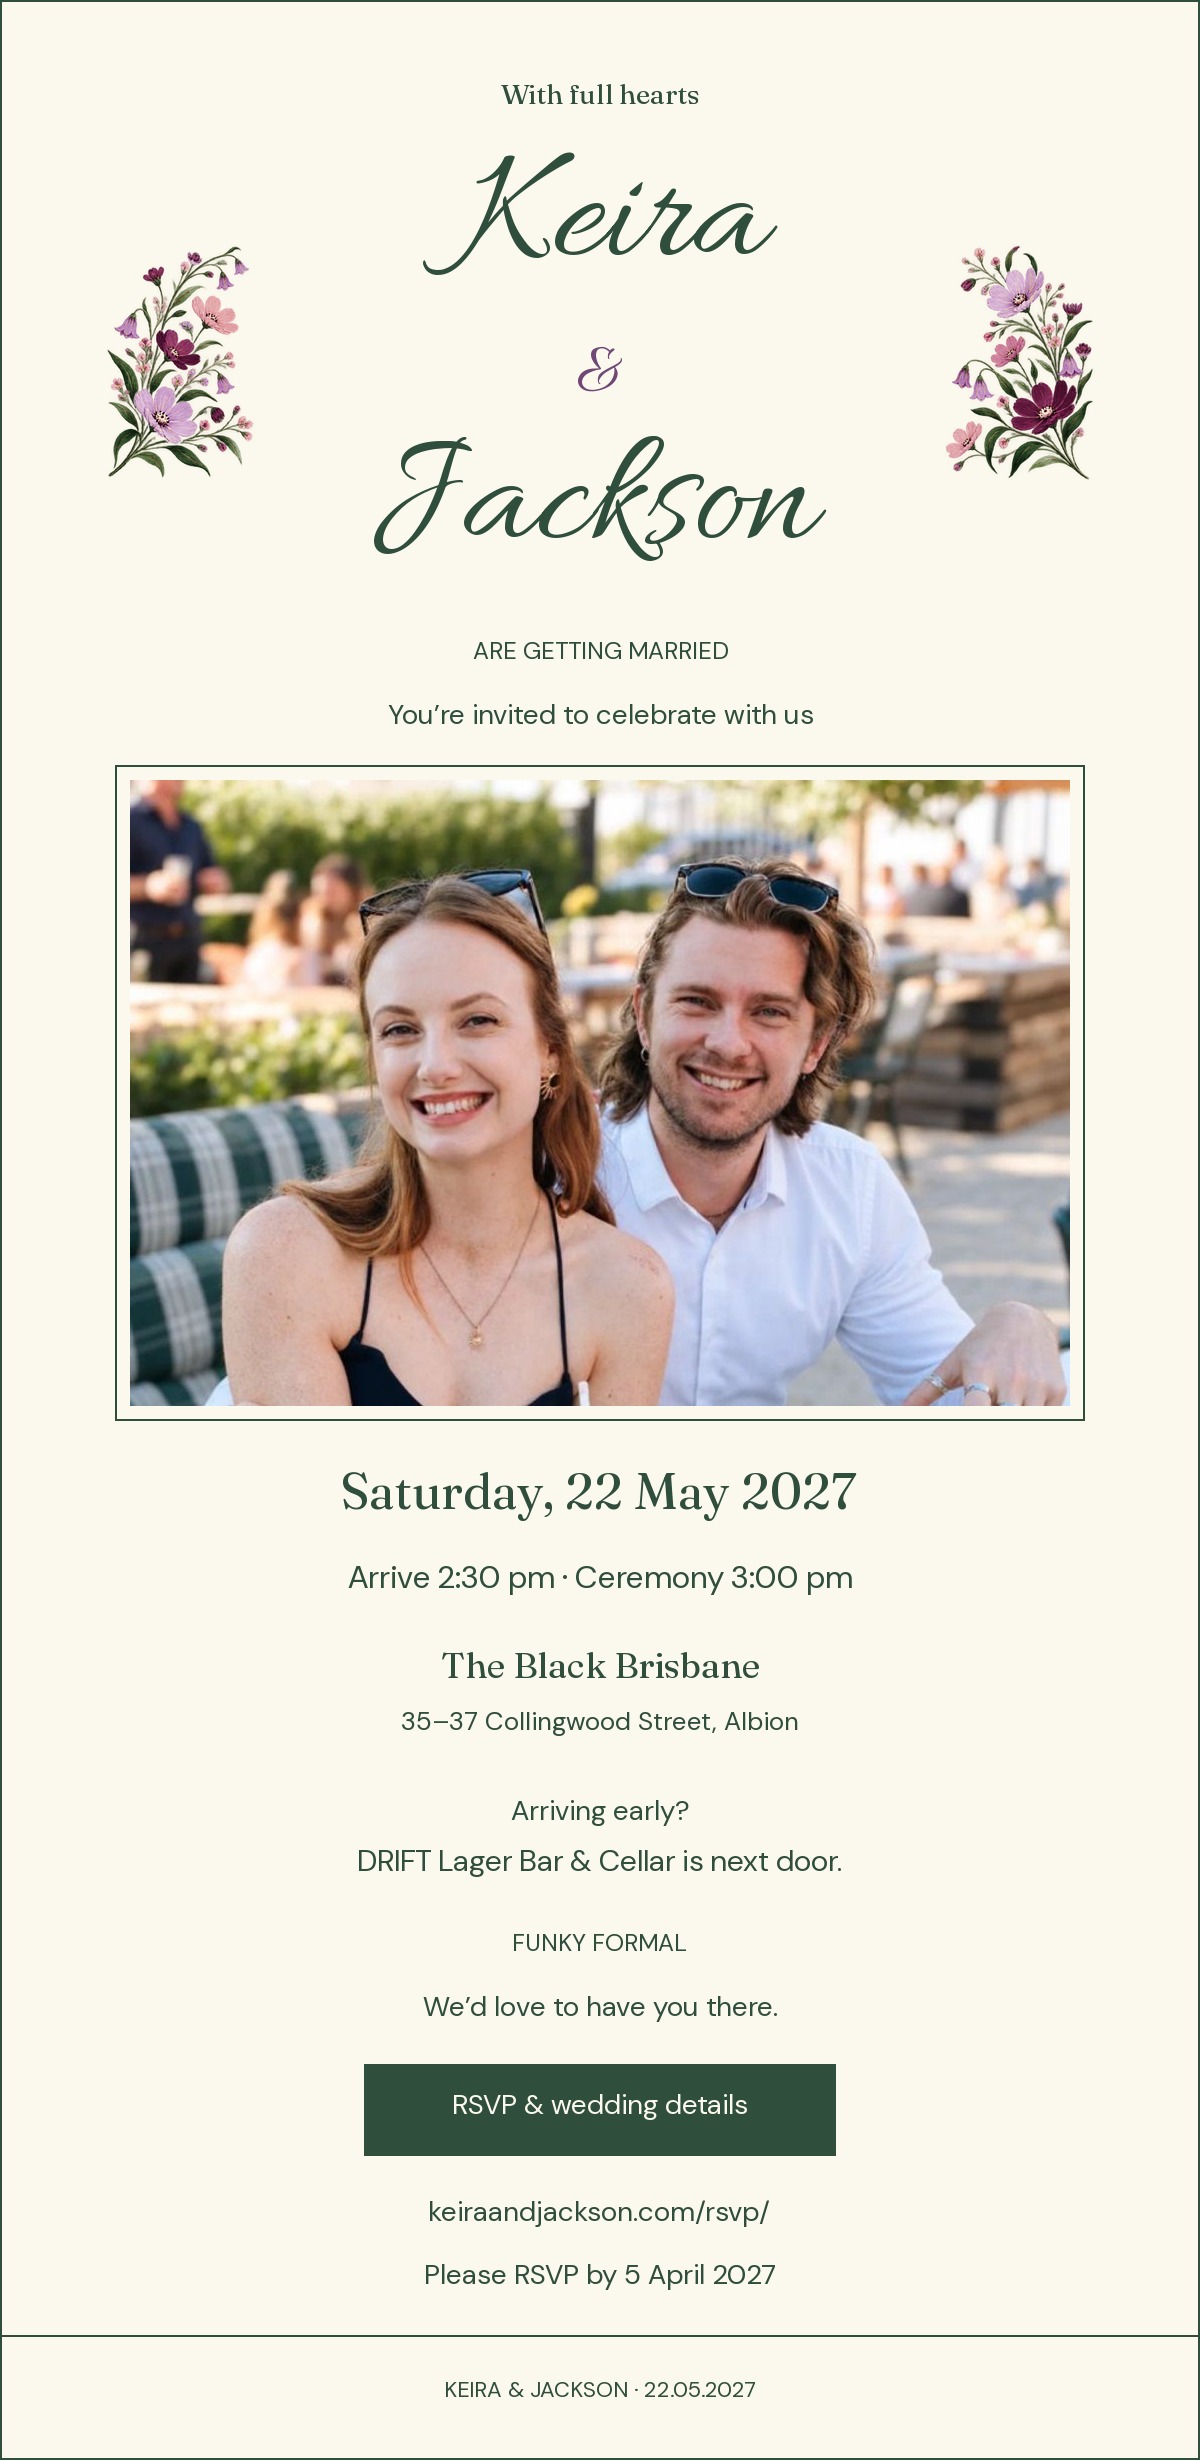 With full hearts
Keira
&
Jackson
ARE GETTING MARRIED
You’re invited to celebrate with us
Saturday, 22 May 2027
Arrive 2:30 pm · Ceremony 3:00 pm
The Black Brisbane
35–37 Collingwood Street, Albion
Arriving early?
DRIFT Lager Bar & Cellar is next door.
FUNKY FORMAL
We’d love to have you there.
RSVP & wedding details
keiraandjackson.com/rsvp/
Please RSVP by 5 April 2027
KEIRA & JACKSON · 22.05.2027